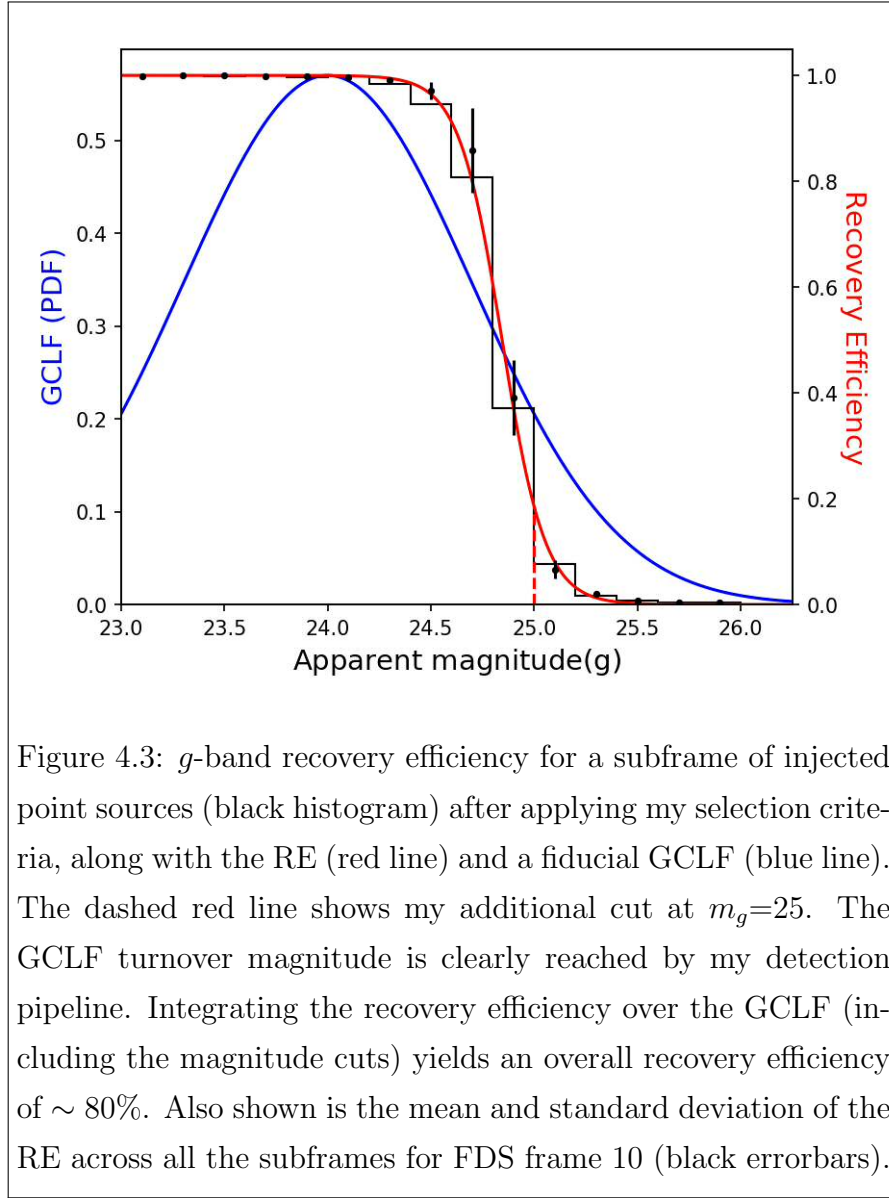 GCLF (PDF)
0.5
0.4
0.3
0.2
0.1
0.0
1.0
0.8
0.6
0.4
0.2
0.0
Recovery Efficiency
23.0 23.5 24.0 24.5 25.0 25.5 26.0
Apparent magnitude(g)
Figure 4.3: g-band recovery efficiency for a subframe of injected
point sources (black histogram) after applying my selection crite-
ria, along with the RE (red line) and a fiducial GCLF (blue line).
The dashed red line shows my additional cut at m_g=25. The
GCLF turnover magnitude is clearly reached by my detection
pipeline. Integrating the recovery efficiency over the GCLF (in-
cluding the magnitude cuts) yields an overall recovery efficiency
of ∼ 80%. Also shown is the mean and standard deviation of the
RE across all the subframes for FDS frame 10 (black errorbars).